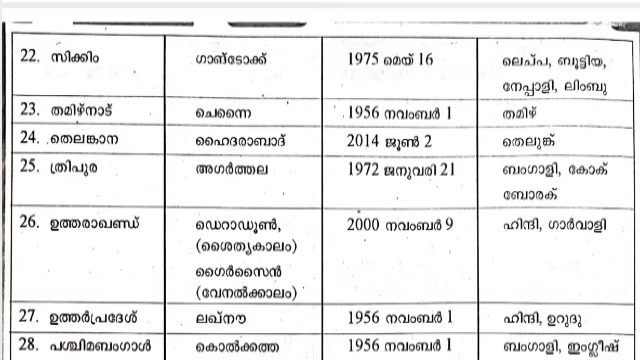 22. സിക്കിം ഗാങ്ടോക്ക് 1975 മെയ് 16 ലെപ്ച, ബൂട്ടിയ,
നേപ്പാളി, ലിംബു
23. തമിഴ്നാട് ചെന്നൈ 1956 നവംബർ 1 തമിഴ്
24. തെലങ്കാന ഹൈദരാബാദ് 2014 ജൂൺ 2 തെലുങ്ക്
25. ത്രിപുര അഗർത്തല 1972 ജനുവരി 21 ബംഗാളി, കോക്
ബോരക്
26. ഉത്തരാഖണ്ഡ് ഡെറാഡൂൺ, 2000 നവംബർ 9 ഹിന്ദി, ഗാർവാളി
(ശൈത്യകാലം)
ഗൈർസൈൻ
(വേനൽക്കാലം)
27. ഉത്തർപ്രദേശ് ലഖ്നൗ 1956 നവംബർ 1 ഹിന്ദി, ഉറുദു
28. പശ്ചിമബംഗാൾ കൊൽക്കത്ത 1956 നവംബർ 1 ബംഗാളി, ഇംഗ്ലീഷ്